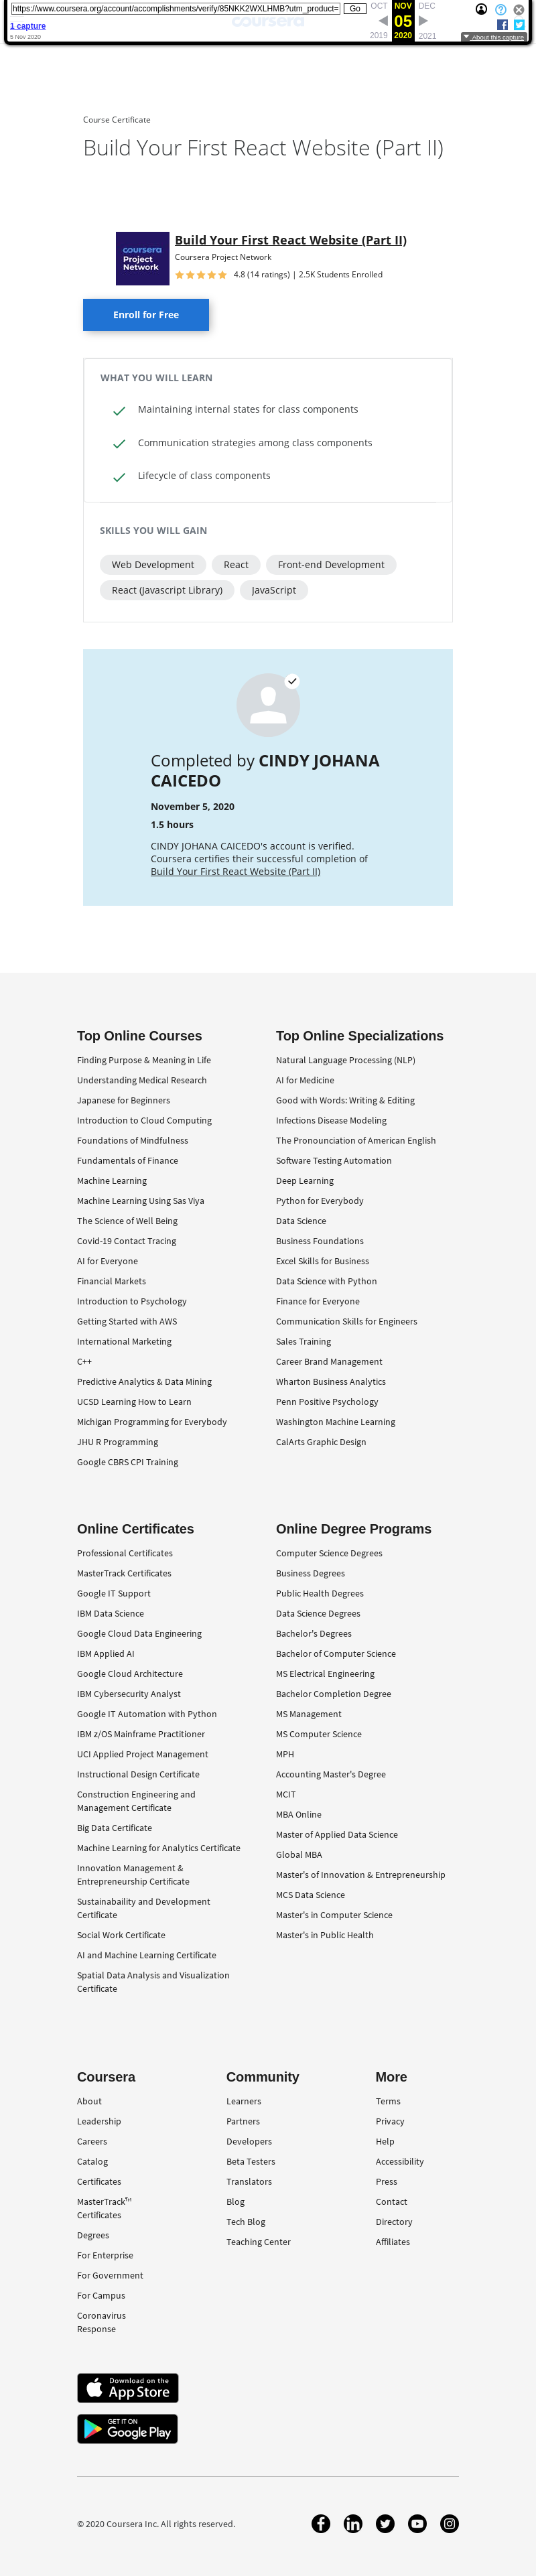 https://www.coursera.org/account/accomplishments/verify/85NKK2WXLHMB?utm_product=
Go
OCT NOV DEC
05
2019 2020 2021
1 capture
5 Nov 2020
About this capture
coursera
Course Certificate
Build Your First React Website (Part II)
coursera
Project
Network
Build Your First React Website (Part II)
Coursera Project Network
4.8 (14 ratings) | 2.5K Students Enrolled
Enroll for Free
WHAT YOU WILL LEARN
Maintaining internal states for class components
Communication strategies among class components
Lifecycle of class components
SKILLS YOU WILL GAIN
Web Development React Front-end Development
React (Javascript Library) JavaScript
Completed by CINDY JOHANA
CAICEDO
November 5, 2020
1.5 hours
CINDY JOHANA CAICEDO's account is verified.
Coursera certifies their successful completion of
Build Your First React Website (Part II)
Top Online Courses
Finding Purpose & Meaning in Life
Understanding Medical Research
Japanese for Beginners
Introduction to Cloud Computing
Foundations of Mindfulness
Fundamentals of Finance
Machine Learning
Machine Learning Using Sas Viya
The Science of Well Being
Covid-19 Contact Tracing
AI for Everyone
Financial Markets
Introduction to Psychology
Getting Started with AWS
International Marketing
C++
Predictive Analytics & Data Mining
UCSD Learning How to Learn
Michigan Programming for Everybody
JHU R Programming
Google CBRS CPI Training
Top Online Specializations
Natural Language Processing (NLP)
AI for Medicine
Good with Words: Writing & Editing
Infections Disease Modeling
The Pronounciation of American English
Software Testing Automation
Deep Learning
Python for Everybody
Data Science
Business Foundations
Excel Skills for Business
Data Science with Python
Finance for Everyone
Communication Skills for Engineers
Sales Training
Career Brand Management
Wharton Business Analytics
Penn Positive Psychology
Washington Machine Learning
CalArts Graphic Design
Online Certificates
Professional Certificates
MasterTrack Certificates
Google IT Support
IBM Data Science
Google Cloud Data Engineering
IBM Applied AI
Google Cloud Architecture
IBM Cybersecurity Analyst
Google IT Automation with Python
IBM z/OS Mainframe Practitioner
UCI Applied Project Management
Instructional Design Certificate
Construction Engineering and
Management Certificate
Big Data Certificate
Machine Learning for Analytics Certificate
Innovation Management &
Entrepreneurship Certificate
Sustainabaility and Development
Certificate
Social Work Certificate
AI and Machine Learning Certificate
Spatial Data Analysis and Visualization
Certificate
Online Degree Programs
Computer Science Degrees
Business Degrees
Public Health Degrees
Data Science Degrees
Bachelor's Degrees
Bachelor of Computer Science
MS Electrical Engineering
Bachelor Completion Degree
MS Management
MS Computer Science
MPH
Accounting Master's Degree
MCIT
MBA Online
Master of Applied Data Science
Global MBA
Master's of Innovation & Entrepreneurship
MCS Data Science
Master's in Computer Science
Master's in Public Health
Coursera
About
Leadership
Careers
Catalog
Certificates
MasterTrack™
Certificates
Degrees
For Enterprise
For Government
For Campus
Coronavirus
Response
Community
Learners
Partners
Developers
Beta Testers
Translators
Blog
Tech Blog
Teaching Center
More
Terms
Privacy
Help
Accessibility
Press
Contact
Directory
Affiliates
Download on the
App Store
GET IT ON
Google Play
© 2020 Coursera Inc. All rights reserved.